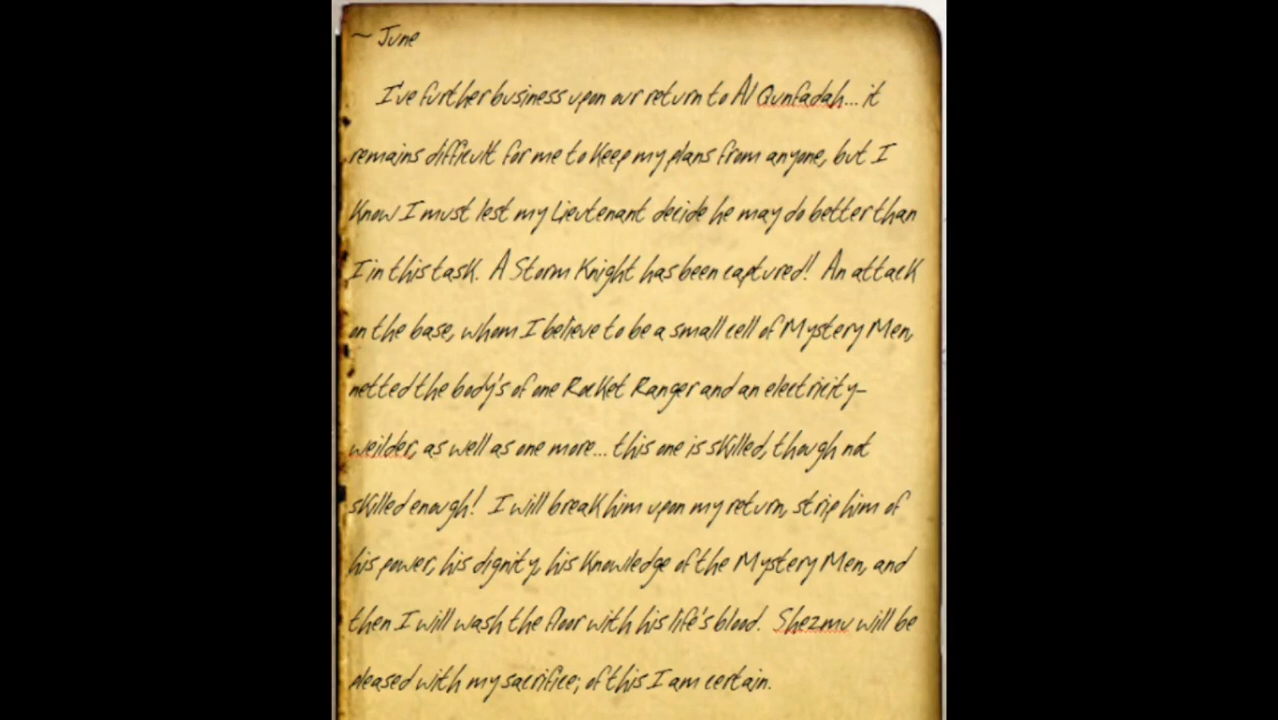 ~ June
I've further business upon our return to Al Qunfadah... it
remains difficult for me to keep my plans from anyone, but I
know I must lest my Lieutenant decide he may do better than
I in this task. A Storm Knight has been captured! An attack
on the base, whom I believe to be a small cell of Mystery Men,
netted the body's of one Rocket Ranger and an electricity-
weilder, as well as one more... this one is skilled, though not
skilled enough! I will break him upon my return, strip him of
his power, his dignity, his knowledge of the Mystery Men, and
then I will wash the floor with his life's blood. Shezmu will be
pleased with my sacrifice; of this I am certain.